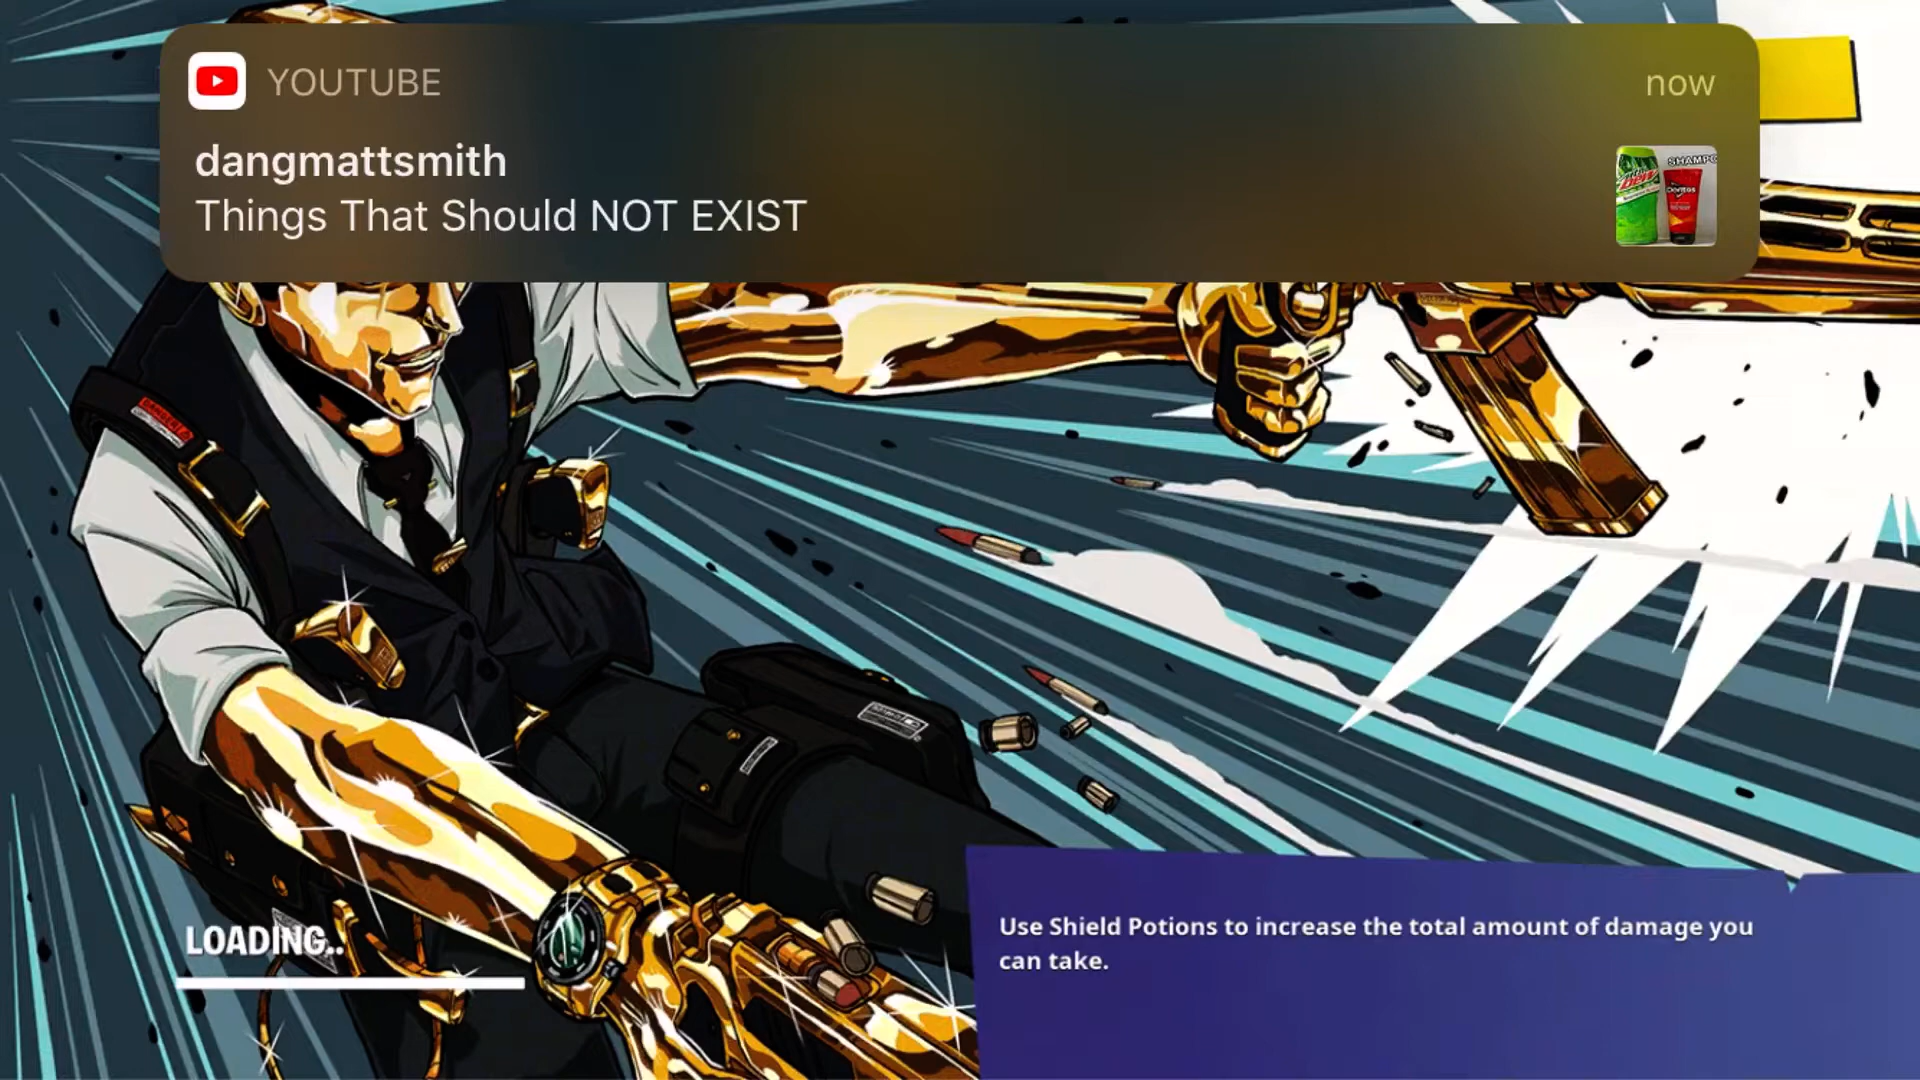 YOUTUBE
now
dangmattsmith
Things That Should NOT EXIST
SHAMPO
Doritos
LOADING..
Use Shield Potions to increase the total amount of damage you
can take.